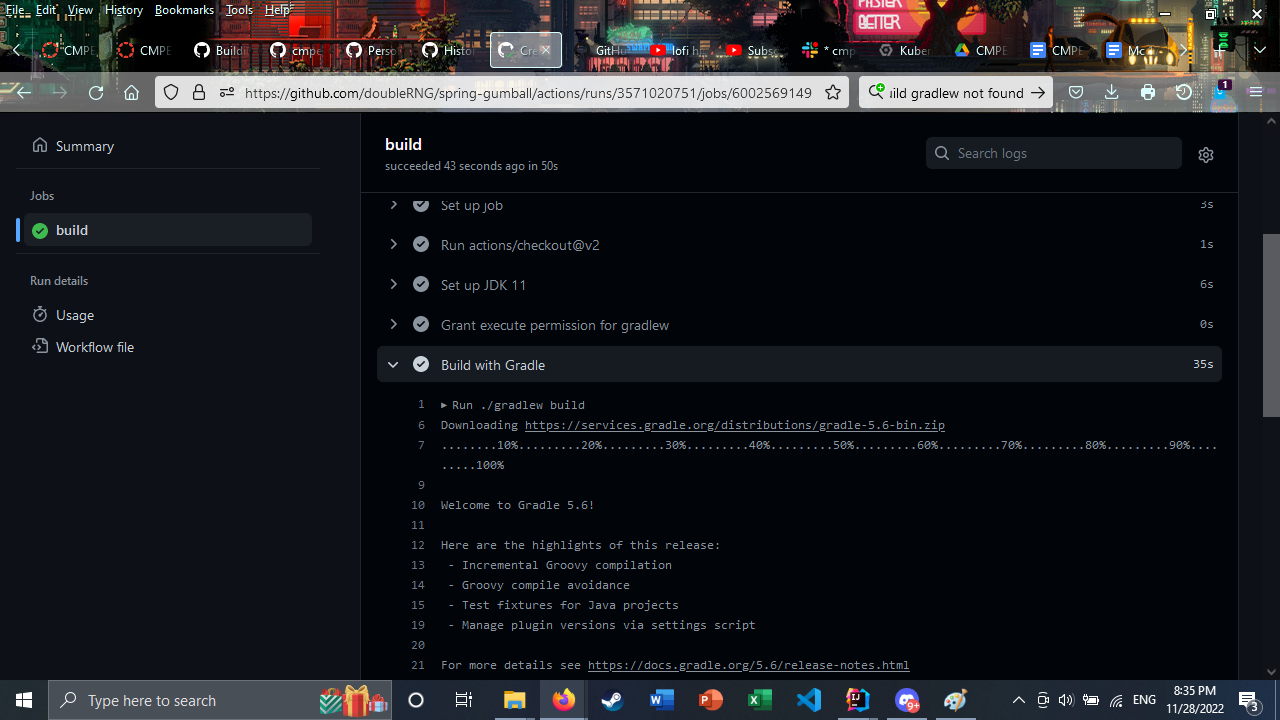 File Edit View History Bookmarks Tools Help
FASTER
BETTER
CMPE
CMPE
Buildi
cmpe
Perso
Histo
Cre
GitHu
lofi h
Subsc
* cmp
Kuber
CMPE
CMPE
Mc
https://github.com/doubleRNG/spring-gumball/actions/runs/3571020751/jobs/6002569149
ild gradlew not found
1
Summary
Jobs
build
Run details
Usage
Workflow file
build
succeeded 43 seconds ago in 50s
Search logs
Set up job 3s
Run actions/checkout@v2 1s
Set up JDK 11 6s
Grant execute permission for gradlew 0s
Build with Gradle 35s
1 Run ./gradlew build
6 Downloading https://services.gradle.org/distributions/gradle-5.6-bin.zip
7 ........10%.........20%.........30%.........40%.........50%.........60%.........70%.........80%.........90%....
.....100%
9
10 Welcome to Gradle 5.6!
11
12 Here are the highlights of this release:
13 - Incremental Groovy compilation
14 - Groovy compile avoidance
15 - Test fixtures for Java projects
19 - Manage plugin versions via settings script
20
21 For more details see https://docs.gradle.org/5.6/release-notes.html
Type here to search
9+
ENG
8:35 PM
11/28/2022
3